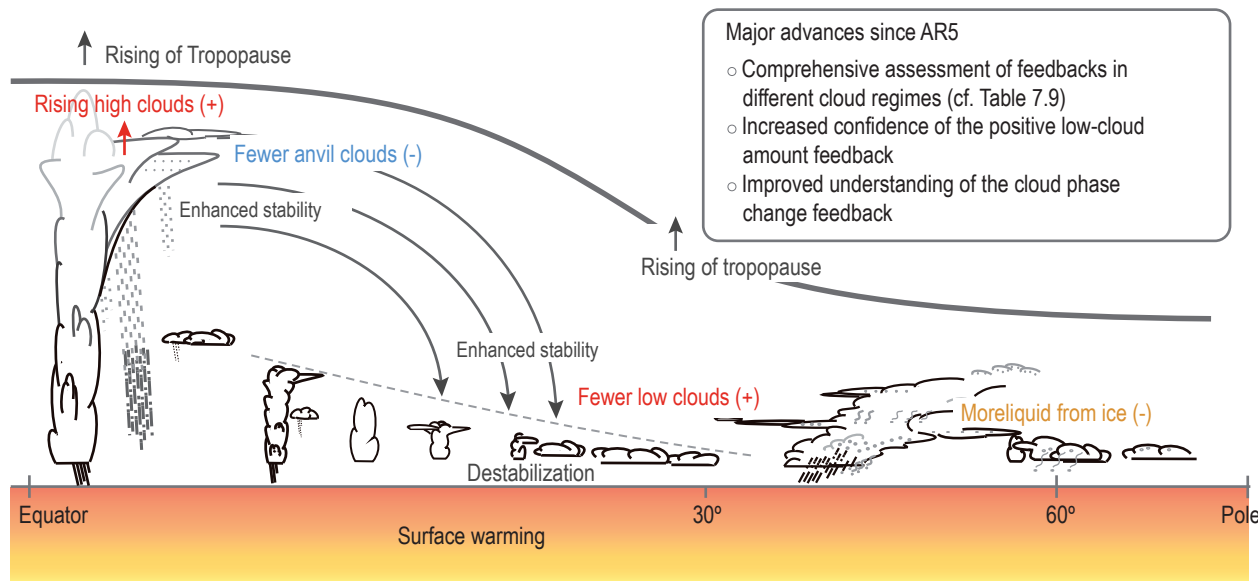 Rising of Tropopause
Rising high clouds (+)
Fewer anvil clouds (-)
Enhanced stability
Major advances since AR5
○ Comprehensive assessment of feedbacks in
different cloud regimes (cf. Table 7.9)
○ Increased confidence of the positive low-cloud
amount feedback
○ Improved understanding of the cloud phase
change feedback
Rising of tropopause
Enhanced stability
Fewer low clouds (+)
Moreliquid from ice (-)
Destabilization
Equator
30º
60º
Pole
Surface warming